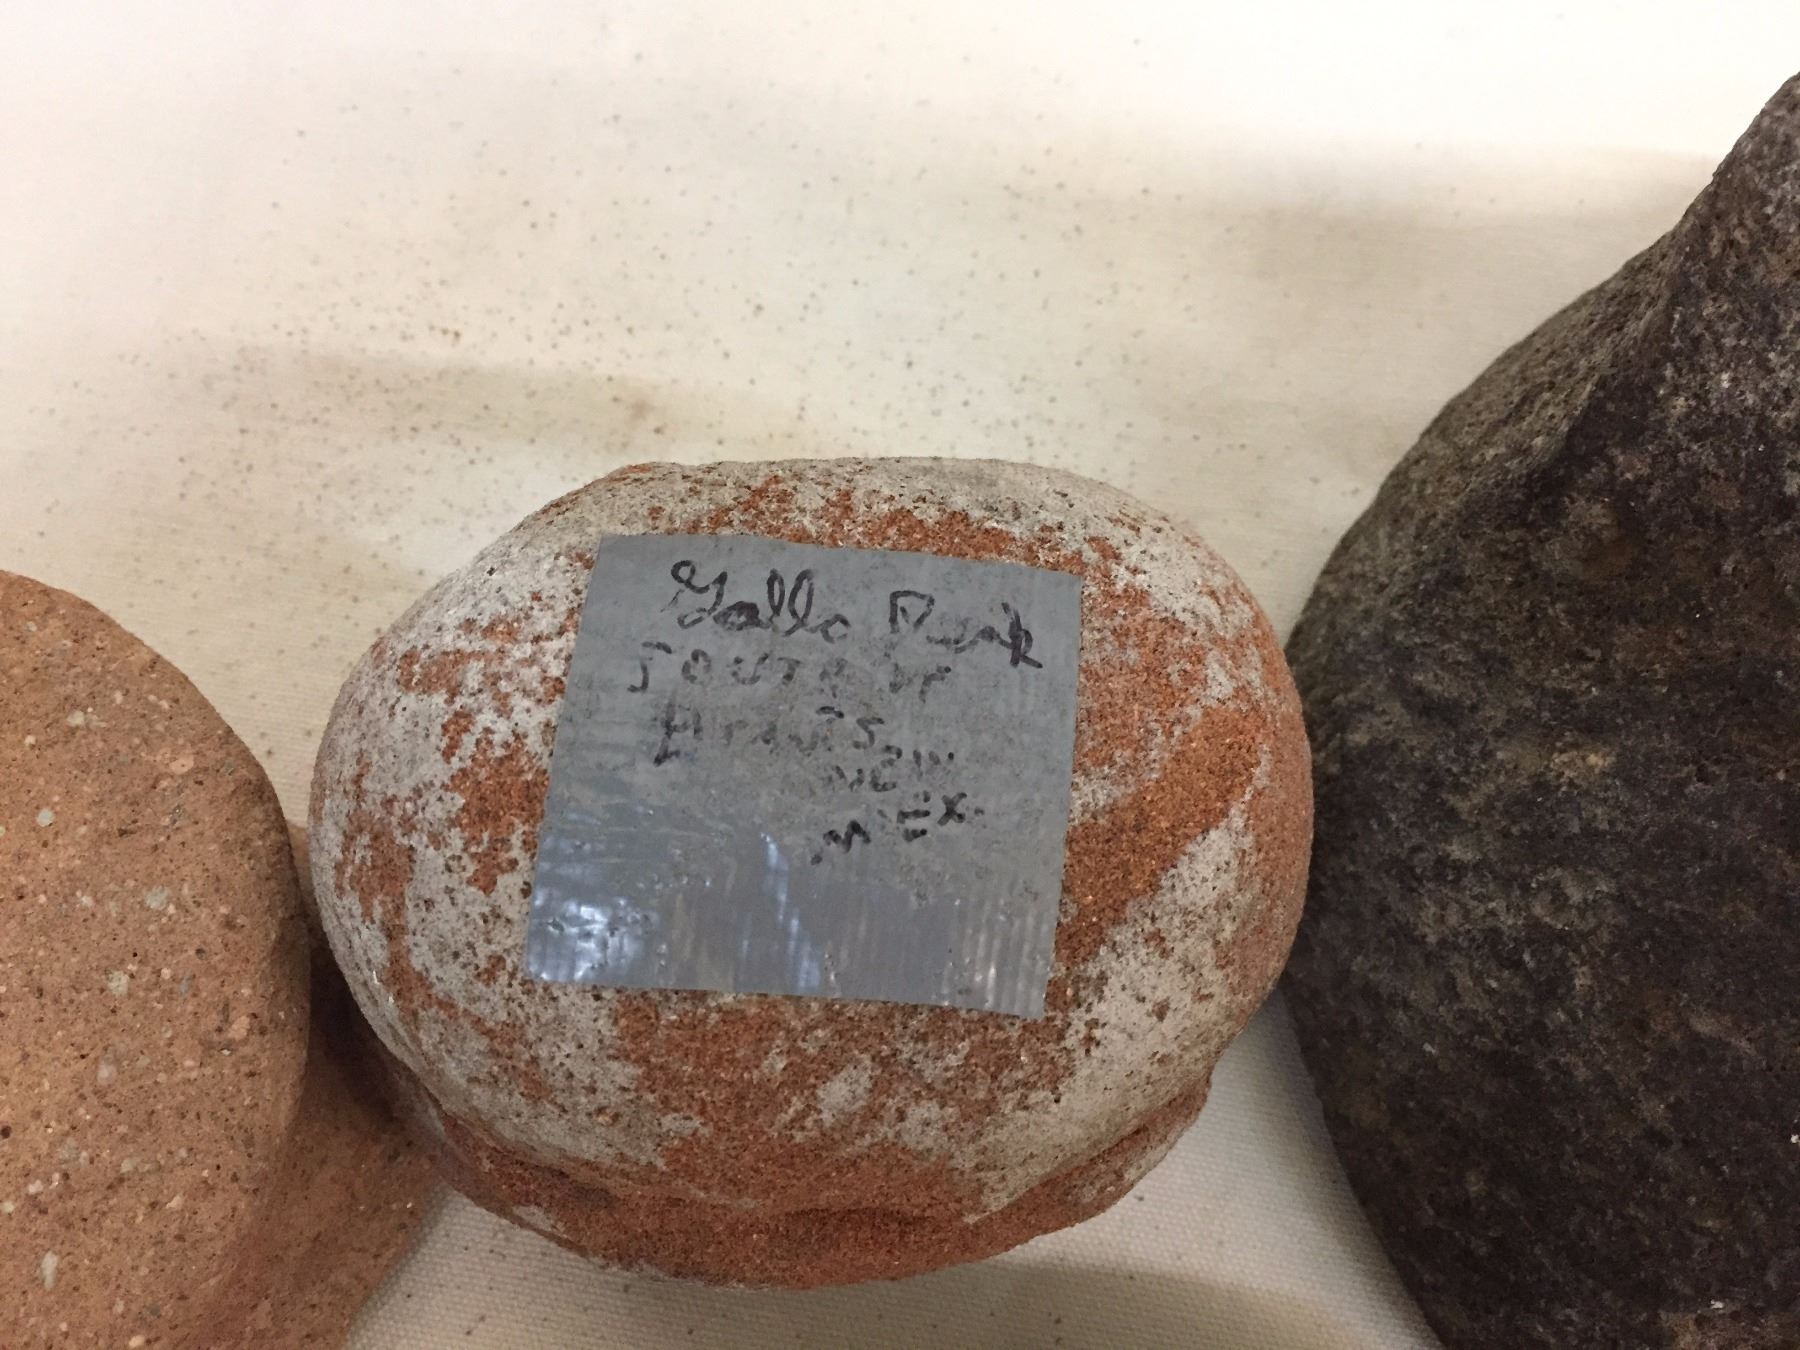 Gallo Peak
SOUTH OF
GRANTS,
NEW
MEX.